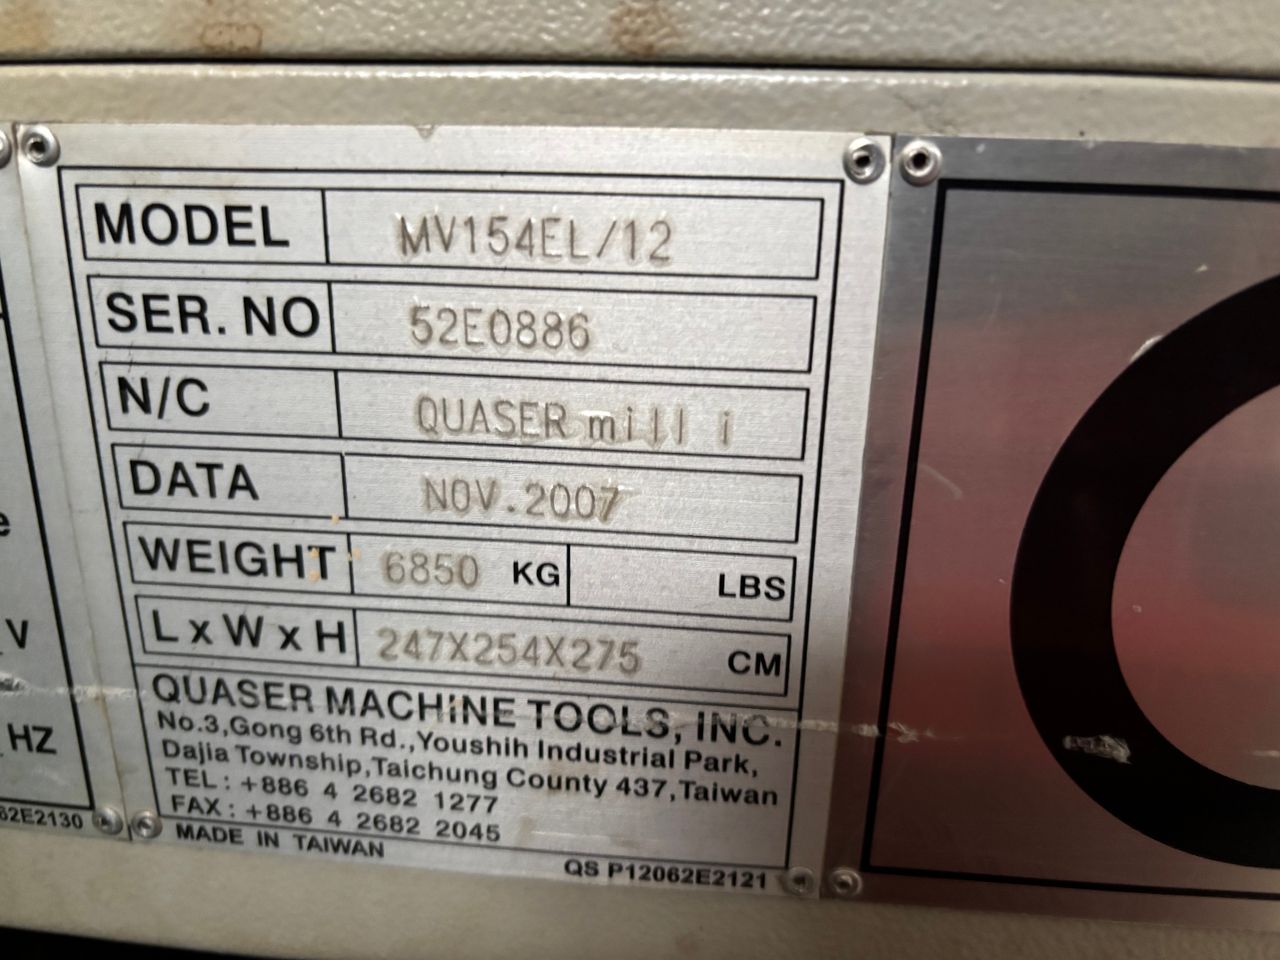 MODEL MV154EL/12
SER. NO 52E0886
N/C QUASER mill i
DATA NOV.2007
WEIGHT 6850 KG LBS
L x W x H 247X254X275 CM
QUASER MACHINE TOOLS, INC.
No.3,Gong 6th Rd.,Youshih Industrial Park,
Dajia Township,Taichung County 437,Taiwan
TEL : +886 4 2682 1277
FAX : +886 4 2682 2045
MADE IN TAIWAN
QS P12062E2121
e
V
HZ
62E2130